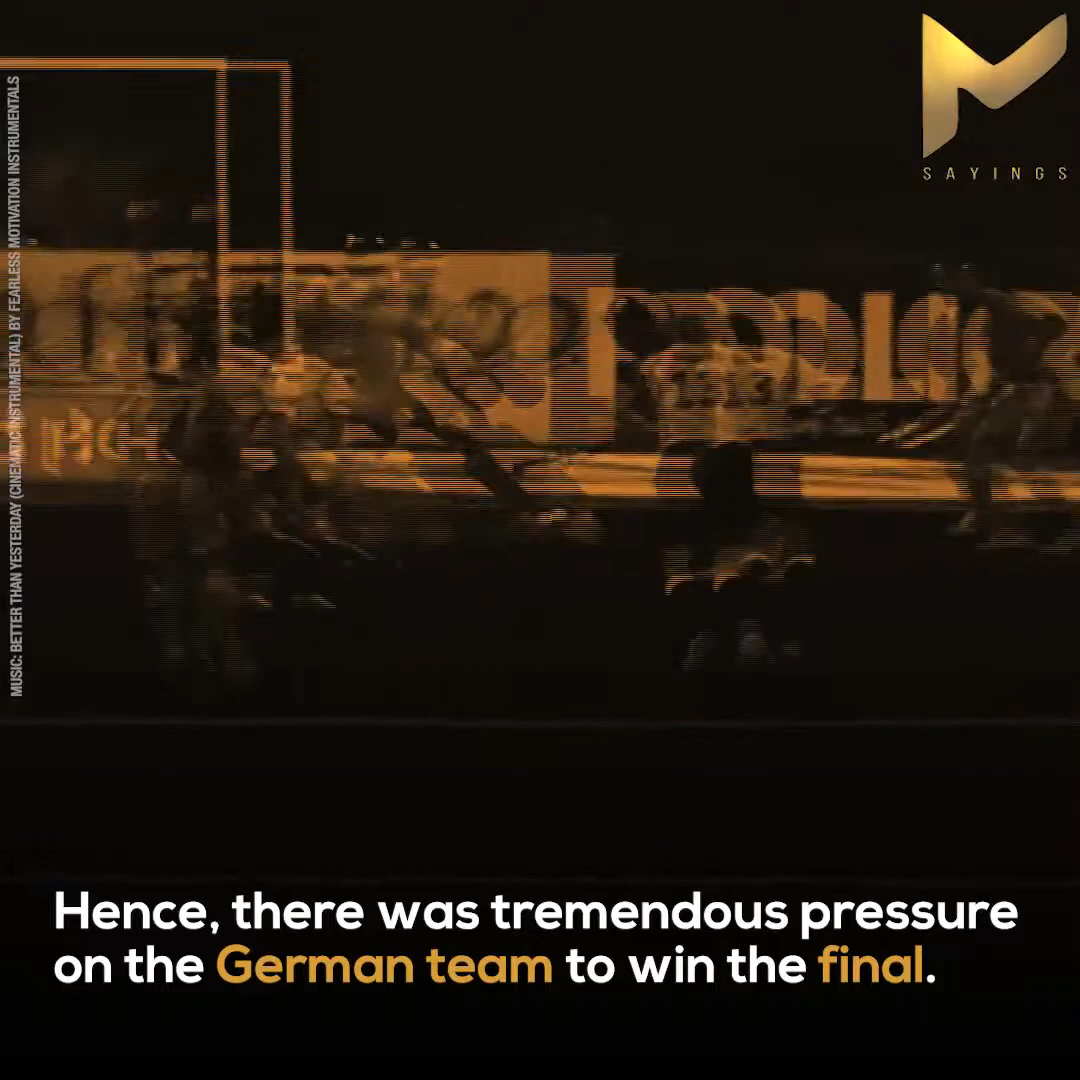 SAYINGS
MUSIC: BETTER THAN YESTERDAY (CINEMATIC INSTRUMENTAL) BY FEARLESS MOTIVATION INSTRUMENTALS
Hence, there was tremendous pressure
on the German team to win the final.